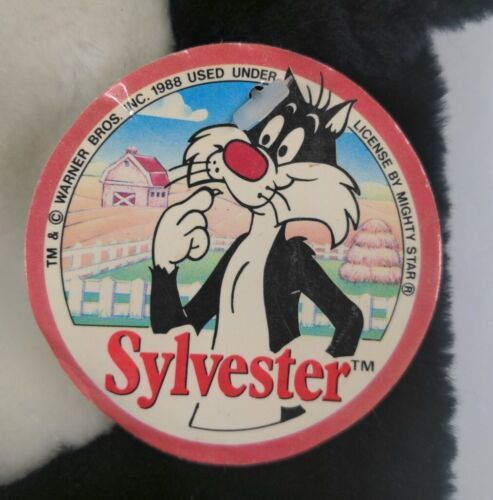 TM & © WARNER BROS. INC. 1988 USED UNDER LICENSE BY MIGHTY STAR ®
Sylvester™